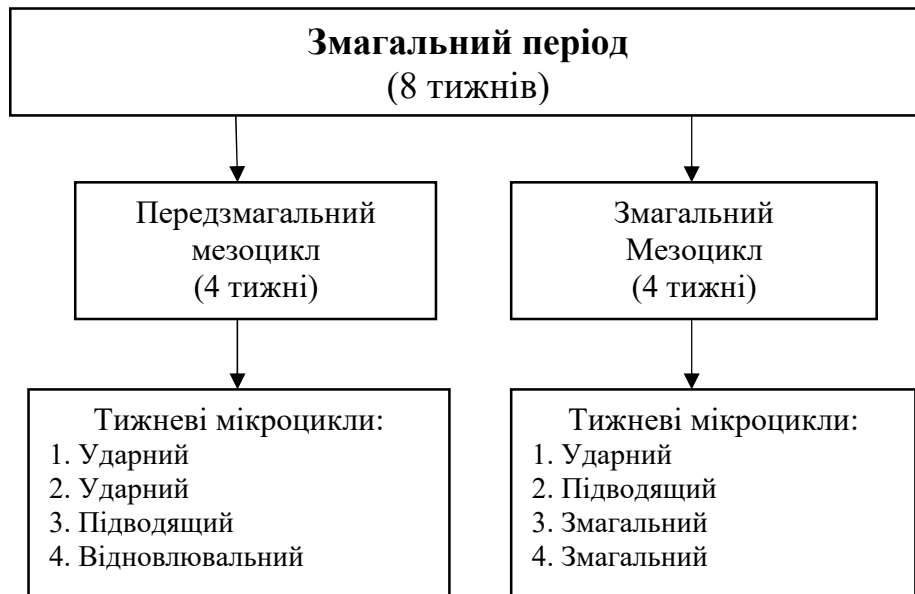 Змагальний період
(8 тижнів)
Передзмагальний
мезоцикл
(4 тижні)
Змагальний
Мезоцикл
(4 тижні)
Тижневі мікроцикли:
1. Ударний
2. Ударний
3. Підводящий
4. Відновлювальний
Тижневі мікроцикли:
1. Ударний
2. Підводящий
3. Змагальний
4. Змагальний